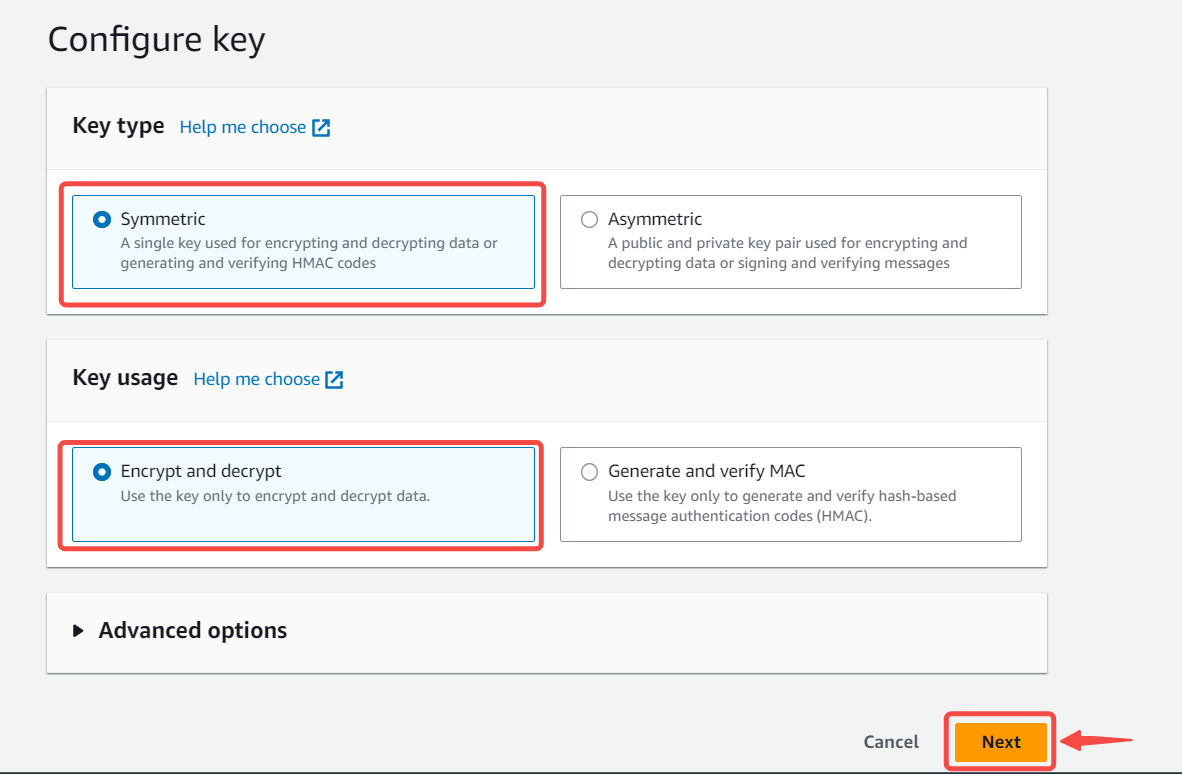 Configure key
Key type Help me choose
Symmetric
A single key used for encrypting and decrypting data or
generating and verifying HMAC codes
Asymmetric
A public and private key pair used for encrypting and
decrypting data or signing and verifying messages
Key usage Help me choose
Encrypt and decrypt
Use the key only to encrypt and decrypt data.
Generate and verify MAC
Use the key only to generate and verify hash-based
message authentication codes (HMAC).
Advanced options
Cancel Next